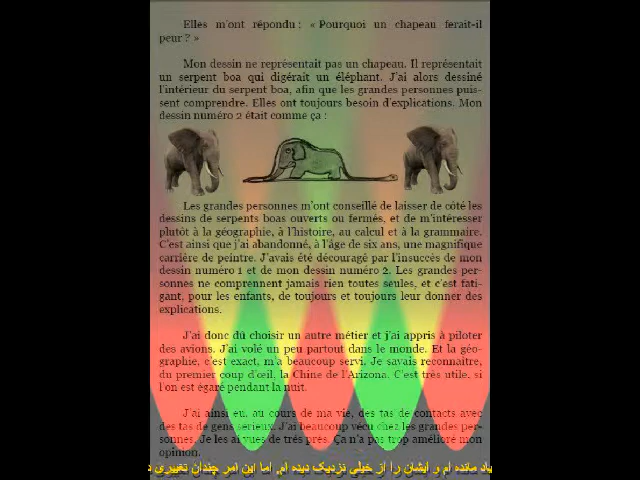 Elles m'ont répondu : « Pourquoi un chapeau ferait-il
peur ? »
Mon dessin ne représentait pas un chapeau. Il représentait
un serpent boa qui digérait un éléphant. J'ai alors dessiné
l'intérieur du serpent boa, afin que les grandes personnes puis-
sent comprendre. Elles ont toujours besoin d'explications. Mon
dessin numéro 2 était comme ça :
Les grandes personnes m'ont conseillé de laisser de côté les
dessins de serpents boas ouverts ou fermés, et de m'intéresser
plutôt à la géographie, à l'histoire, au calcul et à la grammaire.
C'est ainsi que j'ai abandonné, à l'âge de six ans, une magnifique
carrière de peintre. J'avais été découragé par l'insuccès de mon
dessin numéro 1 et de mon dessin numéro 2. Les grandes per-
sonnes ne comprennent jamais rien toutes seules, et c'est fati-
gant, pour les enfants, de toujours et toujours leur donner des
explications.
J'ai donc dû choisir un autre métier et j'ai appris à piloter
des avions. J'ai volé un peu partout dans le monde. Et la géo-
graphie, c'est exact, m'a beaucoup servi. Je savais reconnaître,
du premier coup d'œil, la Chine de l'Arizona. C'est très utile, si
l'on est égaré pendant la nuit.
J'ai ainsi eu, au cours de ma vie, des tas de contacts avec
des tas de gens sérieux. J'ai beaucoup vécu chez les grandes per-
sonnes. Je les ai vues de très près. Ça n'a pas trop amélioré mon
opinion.
یاد مانده ام و ایشان را از خیلی نزدیک دیده ام. اما این امر چندان تغییری د